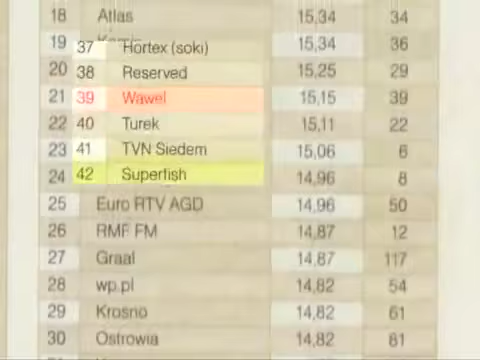 18 Atlas 15,34 34
19 15,34 36
37 Hortex (soki)
20 38 Reserved 15,25 29
21 39 Wawel 15,15 39
22 40 Turek 15,11 22
23 41 TVN Siedem 15,06 6
24 42 Superfish 14,96 8
25 Euro RTV AGD 14,96 50
26 RMF FM 14,87 12
27 Graal 14,87 117
28 wp.pl 14,82 54
29 Krosno 14,82 61
30 Ostrowia 14,82 81